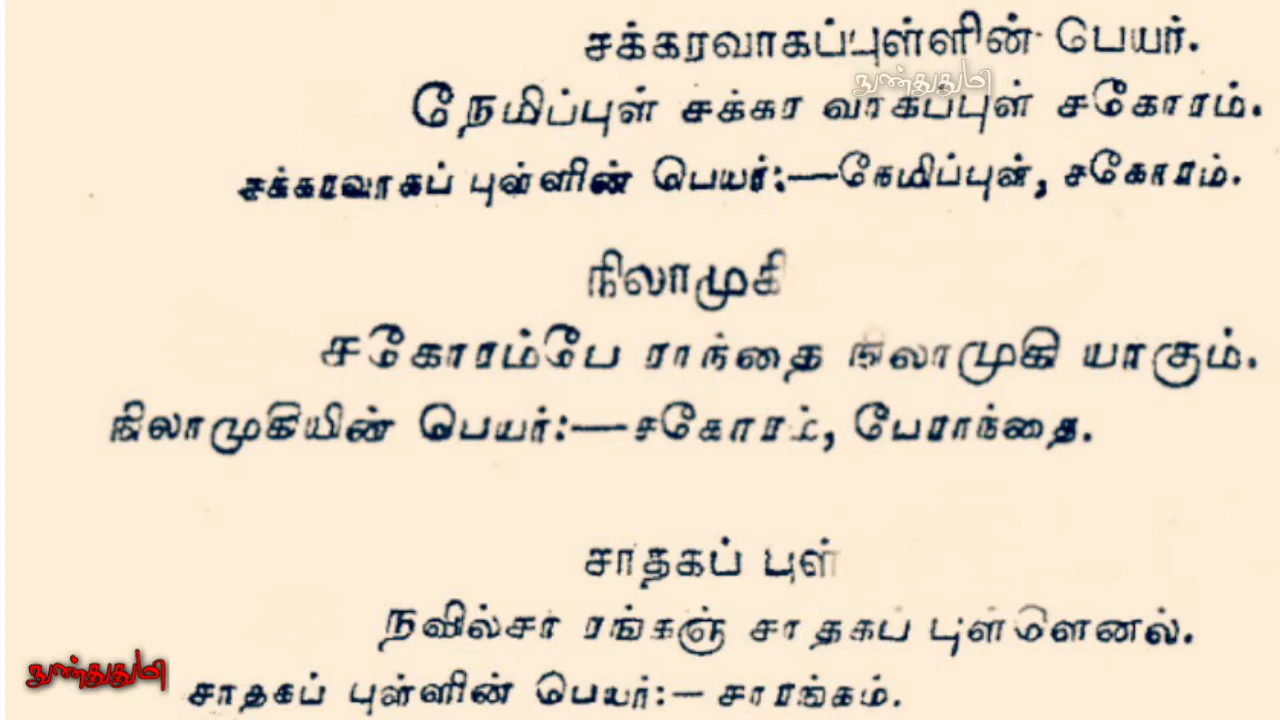 சக்கரவாகப்புள்ளின் பெயர்.
நேமிப்புள் சக்கர வாகப்புள் சகோரம்.
சக்கரவாகப் புள்ளின் பெயர்:—நேமிப்புள், சகோரம்.
நிலாமுகி
சகோரம்பே ராந்தை நிலாமுகி யாகும்.
நிலாமுகியின் பெயர்:—சகோரம், பேராந்தை.
சாதகப் புள்
நவில்சா ரங்கஞ் சாதகப் புள்ளெனல்.
சாதகப் புள்ளின் பெயர்:— சாரங்கம்.